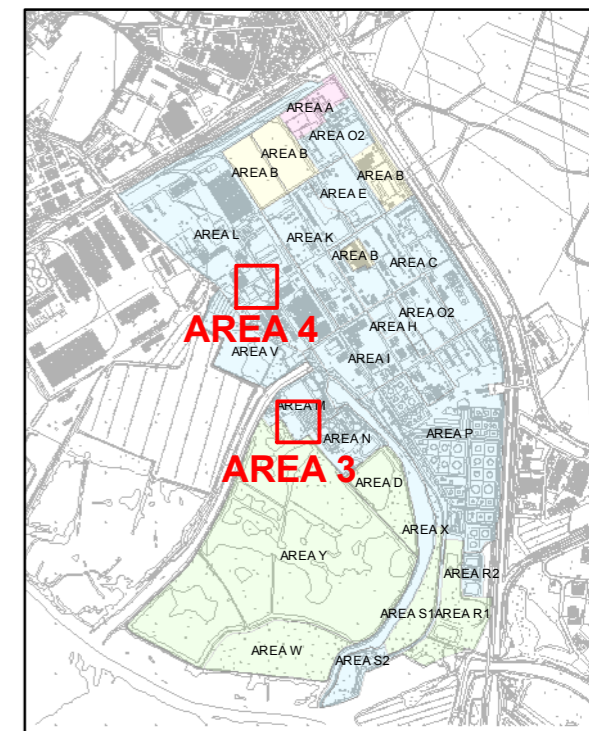 AREA A
AREA O2
AREA B
AREA B
AREA B
AREA E
AREA L
AREA K
AREA B
AREA C
AREA O2
AREA 4
AREA H
AREA V
AREA I
AREA M
AREA P
AREA N
AREA 3
AREA D
AREA X
AREA Y
AREA R2
AREA S1
AREA R1
AREA W
AREA S2